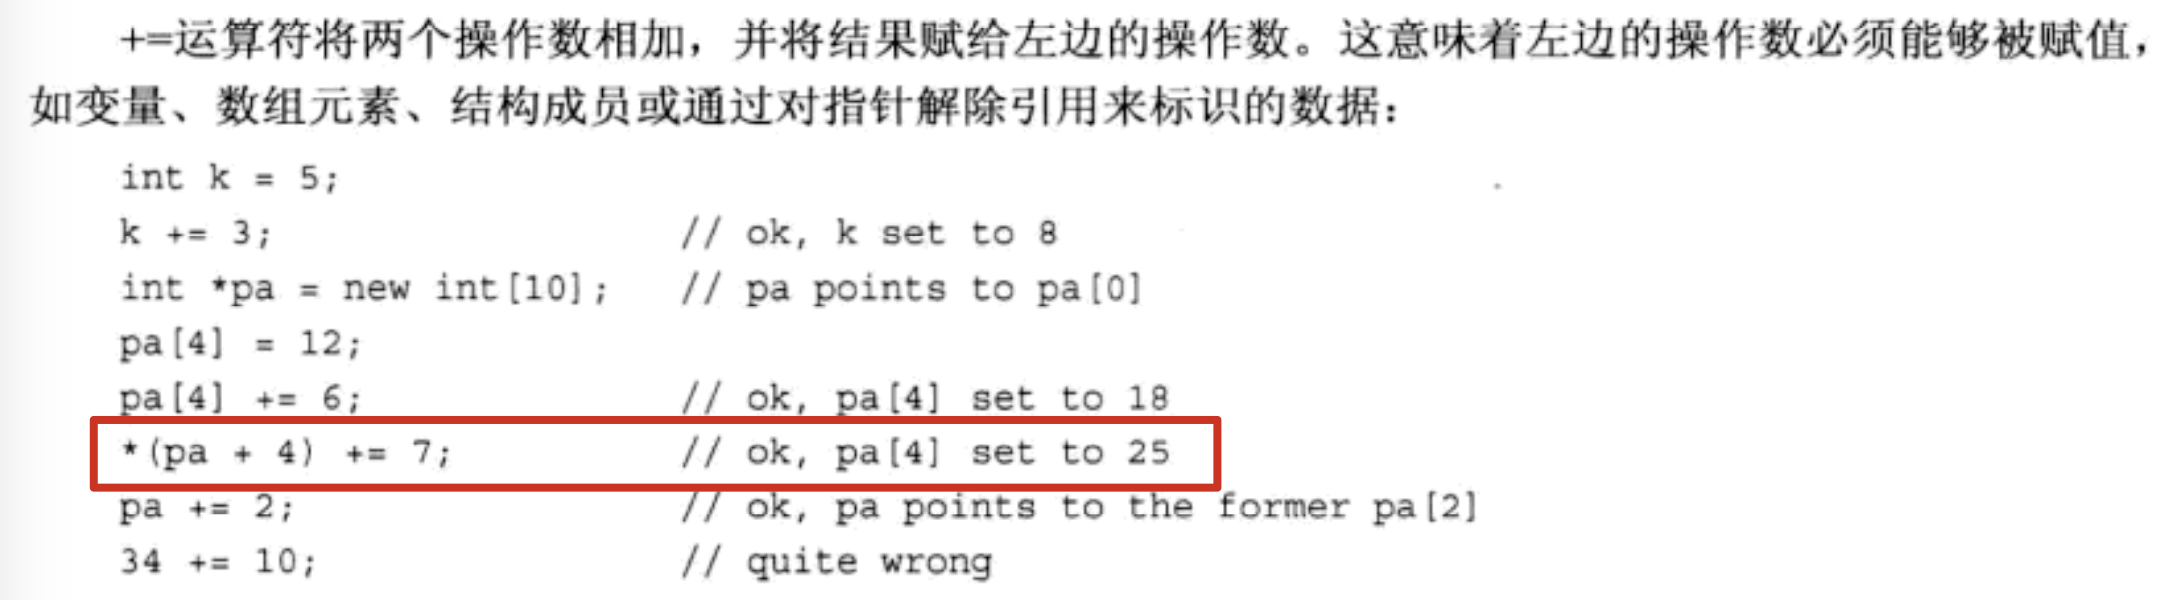 +=运算符将两个操作数相加，并将结果赋给左边的操作数。这意味着左边的操作数必须能够被赋值，
如变量、数组元素、结构成员或通过对指针解除引用来标识的数据：
int k = 5;
k += 3; // ok, k set to 8
int *pa = new int[10]; // pa points to pa[0]
pa[4] = 12;
pa[4] += 6; // ok, pa[4] set to 18
*(pa + 4) += 7; // ok, pa[4] set to 25
pa += 2; // ok, pa points to the former pa[2]
34 += 10; // quite wrong